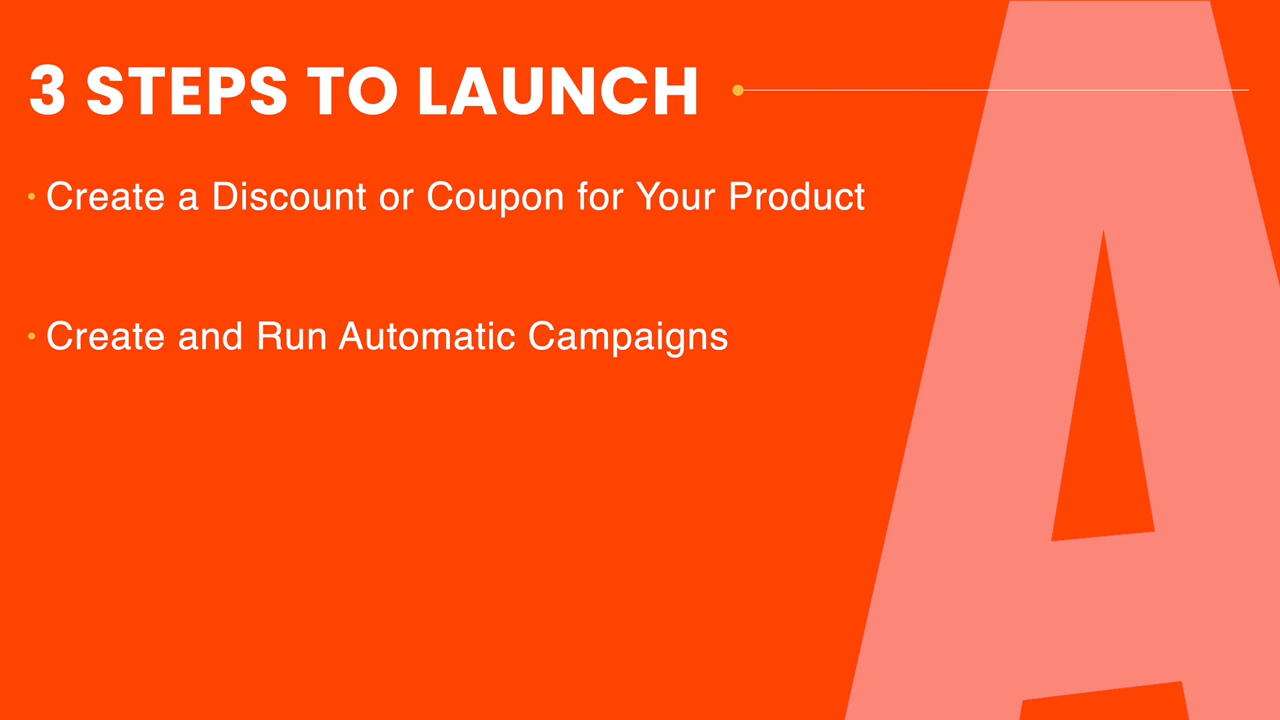 3 STEPS TO LAUNCH
• Create a Discount or Coupon for Your Product
• Create and Run Automatic Campaigns
A